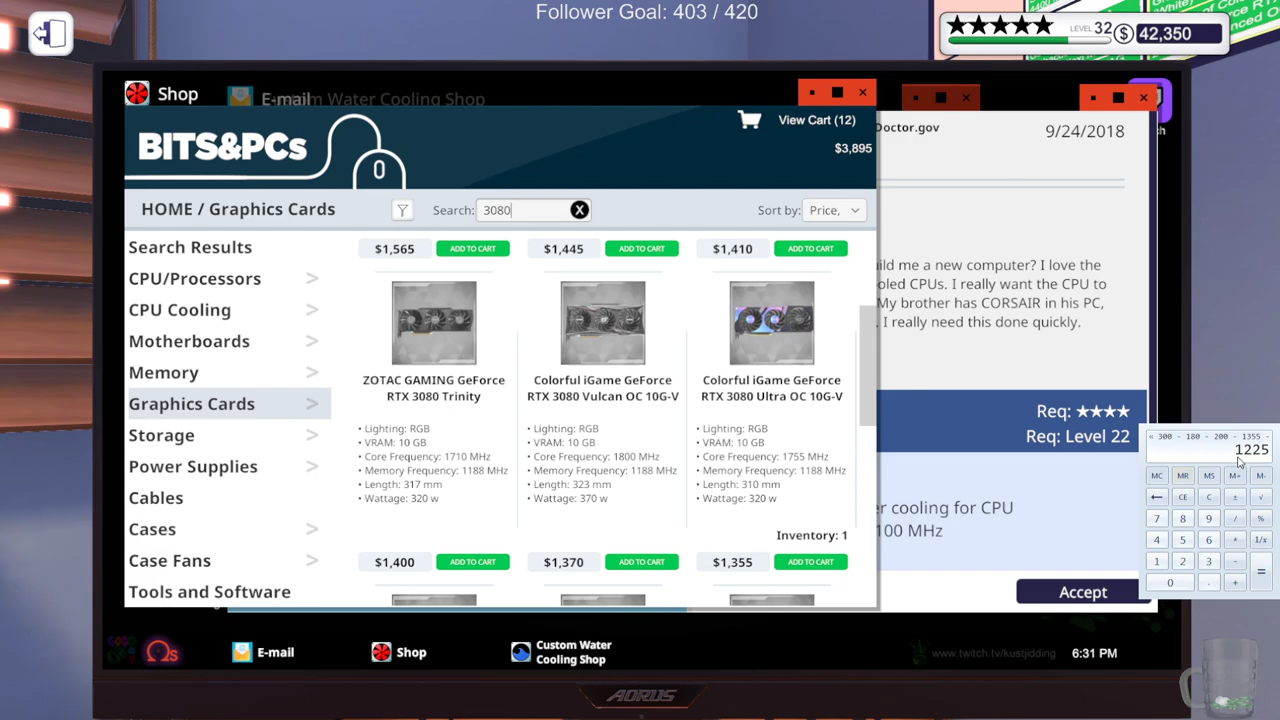 Follower Goal: 403 / 420
LEVEL 32
$ 42,350
Shop
E-mail
m Water Cooling Shop
BITS&PCs
View Cart (12)
$3,895
Doctor.gov
9/24/2018
HOME / Graphics Cards
Search: 3080
Sort by: Price,
Search Results
CPU/Processors >
CPU Cooling >
Motherboards >
Memory >
Graphics Cards >
Storage >
Power Supplies >
Cables
Cases >
Case Fans >
Tools and Software
$1,565 ADD TO CART
$1,445 ADD TO CART
$1,410 ADD TO CART
ZOTAC GAMING GeForce
RTX 3080 Trinity
• Lighting: RGB
• VRAM: 10 GB
• Core Frequency: 1710 MHz
• Memory Frequency: 1188 MHz
• Length: 317 mm
• Wattage: 320 w
$1,400 ADD TO CART
Colorful iGame GeForce
RTX 3080 Vulcan OC 10G-V
• Lighting: RGB
• VRAM: 10 GB
• Core Frequency: 1800 MHz
• Memory Frequency: 1188 MHz
• Length: 323 mm
• Wattage: 370 w
$1,370 ADD TO CART
Colorful iGame GeForce
RTX 3080 Ultra OC 10G-V
• Lighting: RGB
• VRAM: 10 GB
• Core Frequency: 1755 MHz
• Memory Frequency: 1188 MHz
• Length: 310 mm
• Wattage: 320 w
Inventory: 1
$1,355 ADD TO CART
uild me a new computer? I love the
oled CPUs. I really want the CPU to
My brother has CORSAIR in his PC,
. I really need this done quickly.
Req: ★★★★
Req: Level 22
er cooling for CPU
100 MHz
Accept
« 300 - 180 - 200 - 1355 -
1225
MC MR MS M+ M-
← CE C ± √
7 8 9 / %
4 5 6 * 1/x
1 2 3 - =
0 . +
E-mail
Shop
Custom Water
Cooling Shop
www.twitch.tv/kustjidding
6:31 PM
AORUS